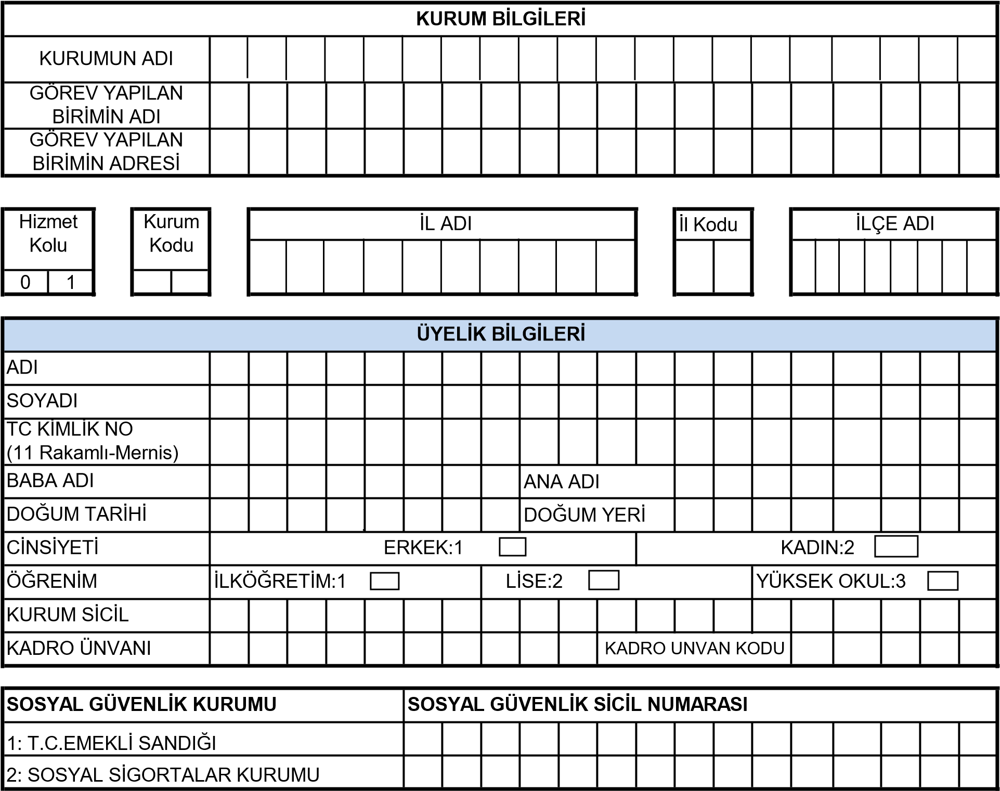 KURUM BİLGİLERİ
KURUMUN ADI
GÖREV YAPILAN
BİRİMİN ADI
GÖREV YAPILAN
BİRİMİN ADRESİ
Hizmet
Kolu
0 1
Kurum
Kodu
İL ADI
İl Kodu
İLÇE ADI
ÜYELİK BİLGİLERİ
ADI
SOYADI
TC KİMLİK NO
(11 Rakamlı-Mernis)
BABA ADI ANA ADI
DOĞUM TARİHİ DOĞUM YERİ
CİNSİYETİ ERKEK:1 KADIN:2
ÖĞRENİM İLKÖĞRETİM:1 LİSE:2 YÜKSEK OKUL:3
KURUM SİCİL
KADRO ÜNVANI KADRO UNVAN KODU
SOSYAL GÜVENLİK KURUMU SOSYAL GÜVENLİK SİCİL NUMARASI
1: T.C.EMEKLİ SANDIĞI
2: SOSYAL SİGORTALAR KURUMU